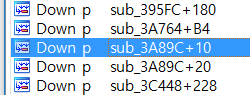 Down p sub_395FC+180
Down p sub_3A764+B4
Down p sub_3A89C+10
Down p sub_3A89C+20
Down p sub_3C448+228